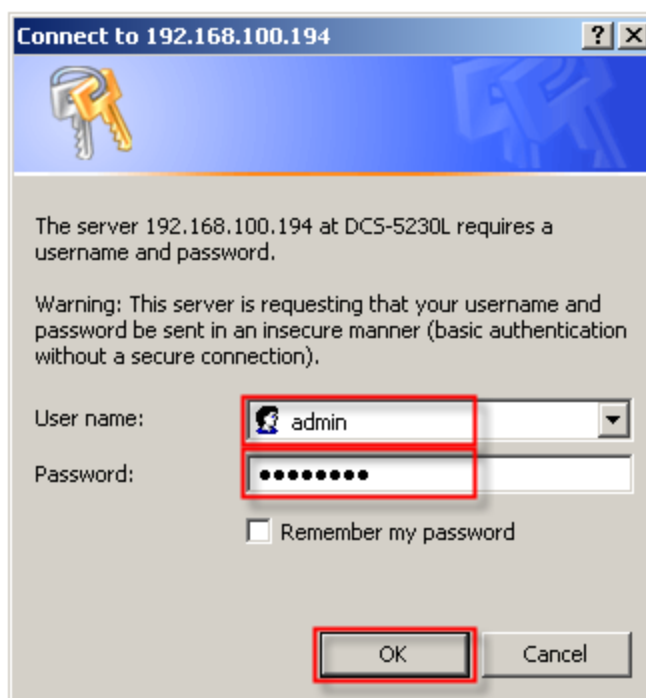 Connect to 192.168.100.194
The server 192.168.100.194 at DCS-5230L requires a
username and password.
Warning: This server is requesting that your username and
password be sent in an insecure manner (basic authentication
without a secure connection).
User name: admin
Password: ●●●●●●●●
Remember my password
OK Cancel